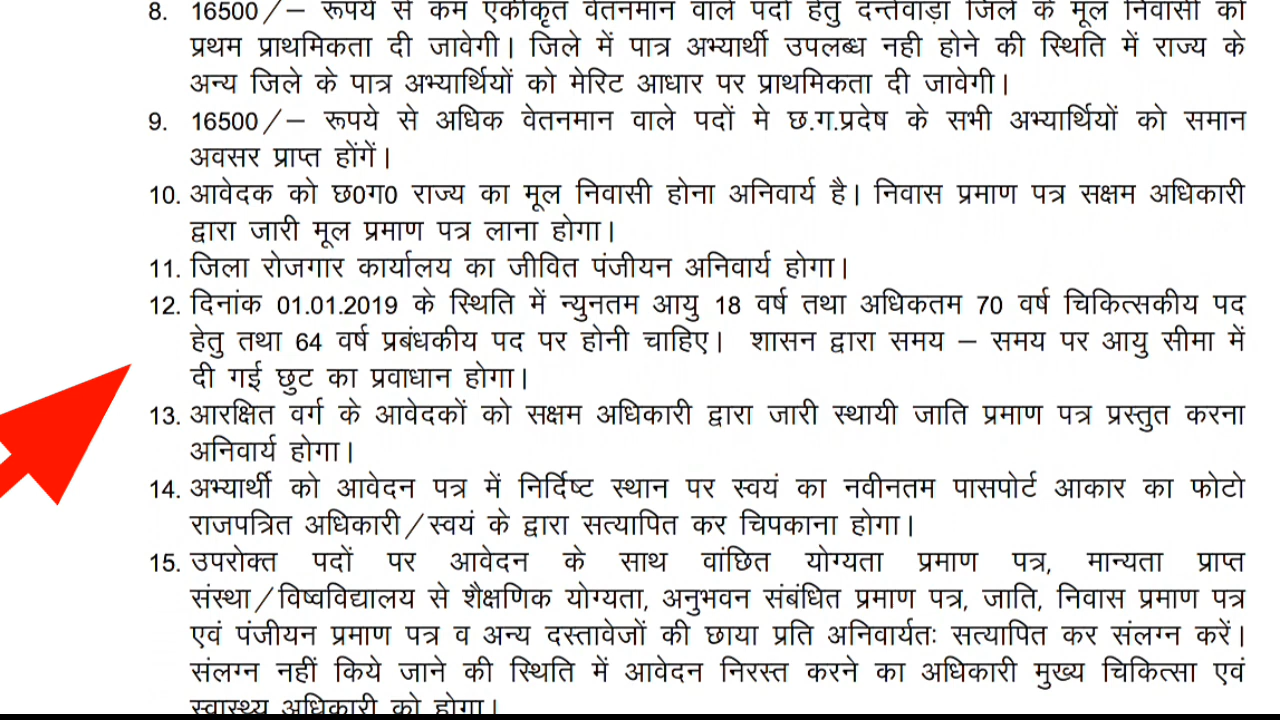 8. 16500/– रूपये से कम एकीकृत वेतनमान वाले पदों हेतु दन्तेवाड़ा जिले के मूल निवासी को
प्रथम प्राथमिकता दी जावेगी। जिले में पात्र अभ्यार्थी उपलब्ध नही होने की स्थिति में राज्य के
अन्य जिले के पात्र अभ्यार्थियों को मेरिट आधार पर प्राथमिकता दी जावेगी।
9. 16500/– रूपये से अधिक वेतनमान वाले पदों मे छ.ग.प्रदेष के सभी अभ्यार्थियों को समान
अवसर प्राप्त होंगें।
10. आवेदक को छ0ग0 राज्य का मूल निवासी होना अनिवार्य है। निवास प्रमाण पत्र सक्षम अधिकारी
द्वारा जारी मूल प्रमाण पत्र लाना होगा।
11. जिला रोजगार कार्यालय का जीवित पंजीयन अनिवार्य होगा।
12. दिनांक 01.01.2019 के स्थिति में न्युनतम आयु 18 वर्ष तथा अधिकतम 70 वर्ष चिकित्सकीय पद
हेतु तथा 64 वर्ष प्रबंधकीय पद पर होनी चाहिए। शासन द्वारा समय – समय पर आयु सीमा में
दी गई छुट का प्रवाधान होगा।
13. आरक्षित वर्ग के आवेदकों को सक्षम अधिकारी द्वारा जारी स्थायी जाति प्रमाण पत्र प्रस्तुत करना
अनिवार्य होगा।
14. अभ्यार्थी को आवेदन पत्र में निर्दिष्ट स्थान पर स्वयं का नवीनतम पासपोर्ट आकार का फोटो
राजपत्रित अधिकारी/स्वयं के द्वारा सत्यापित कर चिपकाना होगा।
15. उपरोक्त पदों पर आवेदन के साथ वांछित योग्यता प्रमाण पत्र, मान्यता प्राप्त
संस्था/विष्वविद्यालय से शैक्षणिक योग्यता, अनुभवन संबंधित प्रमाण पत्र, जाति, निवास प्रमाण पत्र
एवं पंजीयन प्रमाण पत्र व अन्य दस्तावेजों की छाया प्रति अनिवार्यतः सत्यापित कर संलग्न करें।
संलग्न नहीं किये जाने की स्थिति में आवेदन निरस्त करने का अधिकारी मुख्य चिकित्सा एवं
स्वास्थ्य अधिकारी को होगा।